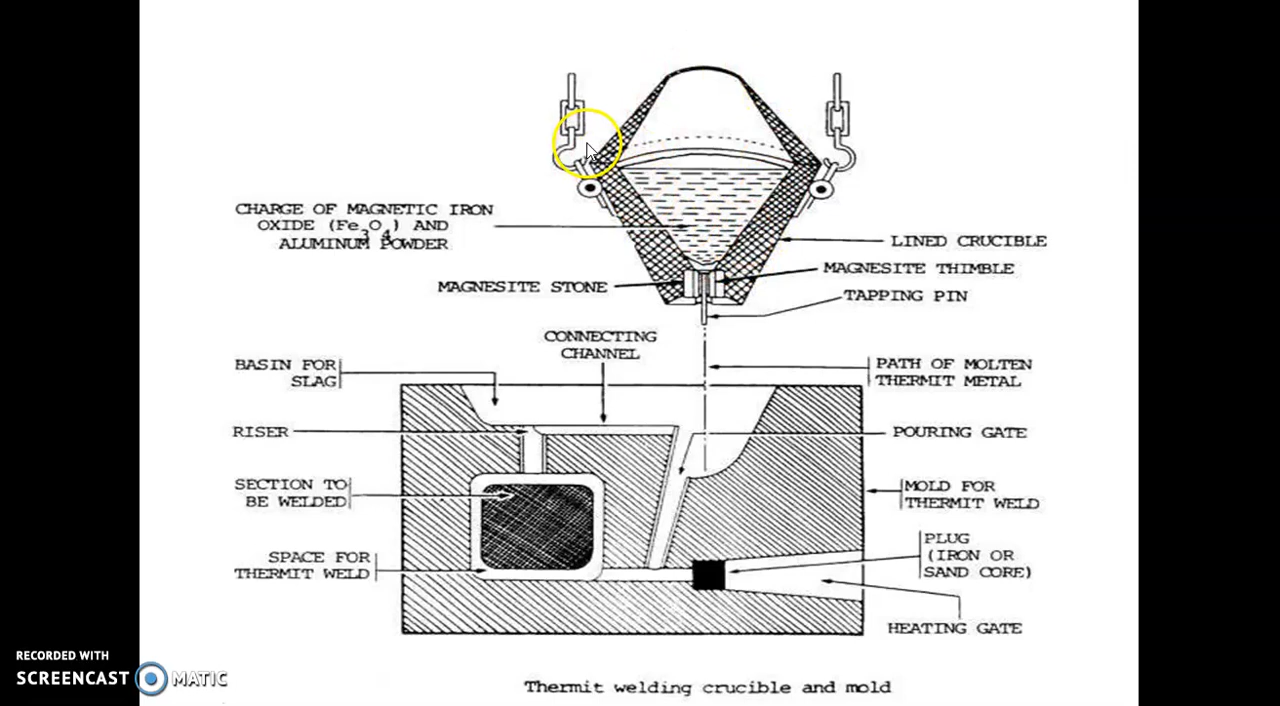 CHARGE OF MAGNETIC IRON
OXIDE (Fe3O4) AND
ALUMINUM POWDER
LINED CRUCIBLE
MAGNESITE THIMBLE
MAGNESITE STONE
TAPPING PIN
CONNECTING
CHANNEL
BASIN FOR
SLAG
PATH OF MOLTEN
THERMIT METAL
RISER
POURING GATE
SECTION TO
BE WELDED
MOLD FOR
THERMIT WELD
SPACE FOR
THERMIT WELD
PLUG
(IRON OR
SAND CORE)
HEATING GATE
RECORDED WITH
SCREENCAST MATIC
Thermit welding crucible and mold